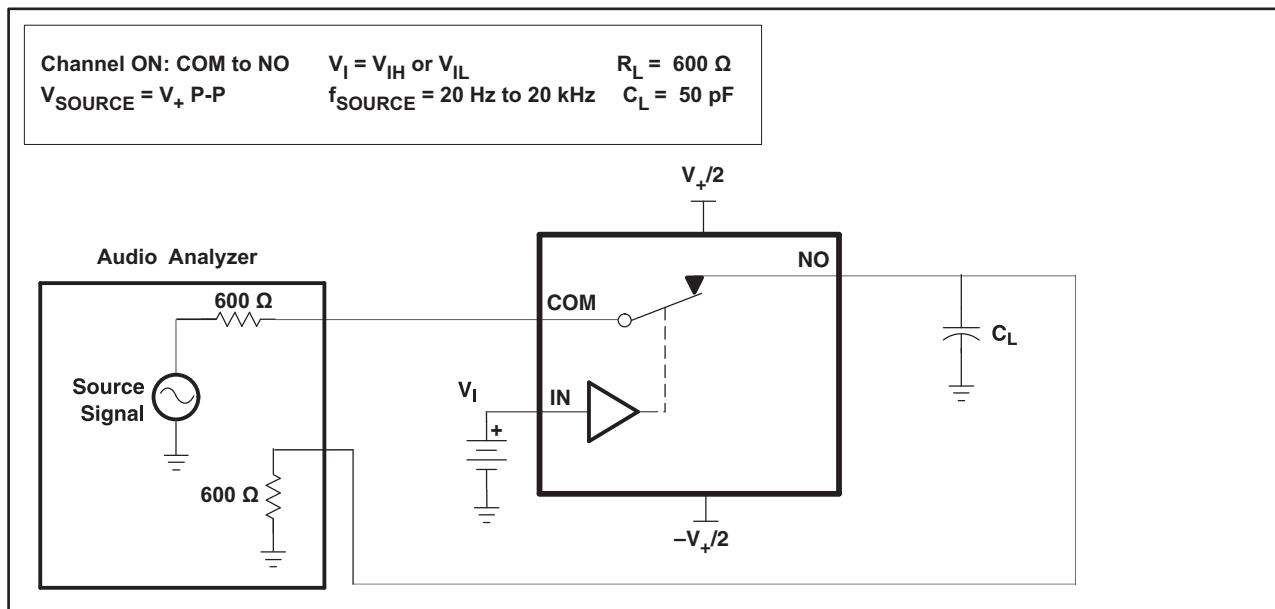 Channel ON: COM to NO V_I = V_IH or V_IL R_L = 600 Ω
V_SOURCE = V_+ P-P f_SOURCE = 20 Hz to 20 kHz C_L = 50 pF
V_+/2
Audio Analyzer
NO
600 Ω
COM
C_L
Source
Signal
V_I
IN
+
600 Ω
–V_+/2